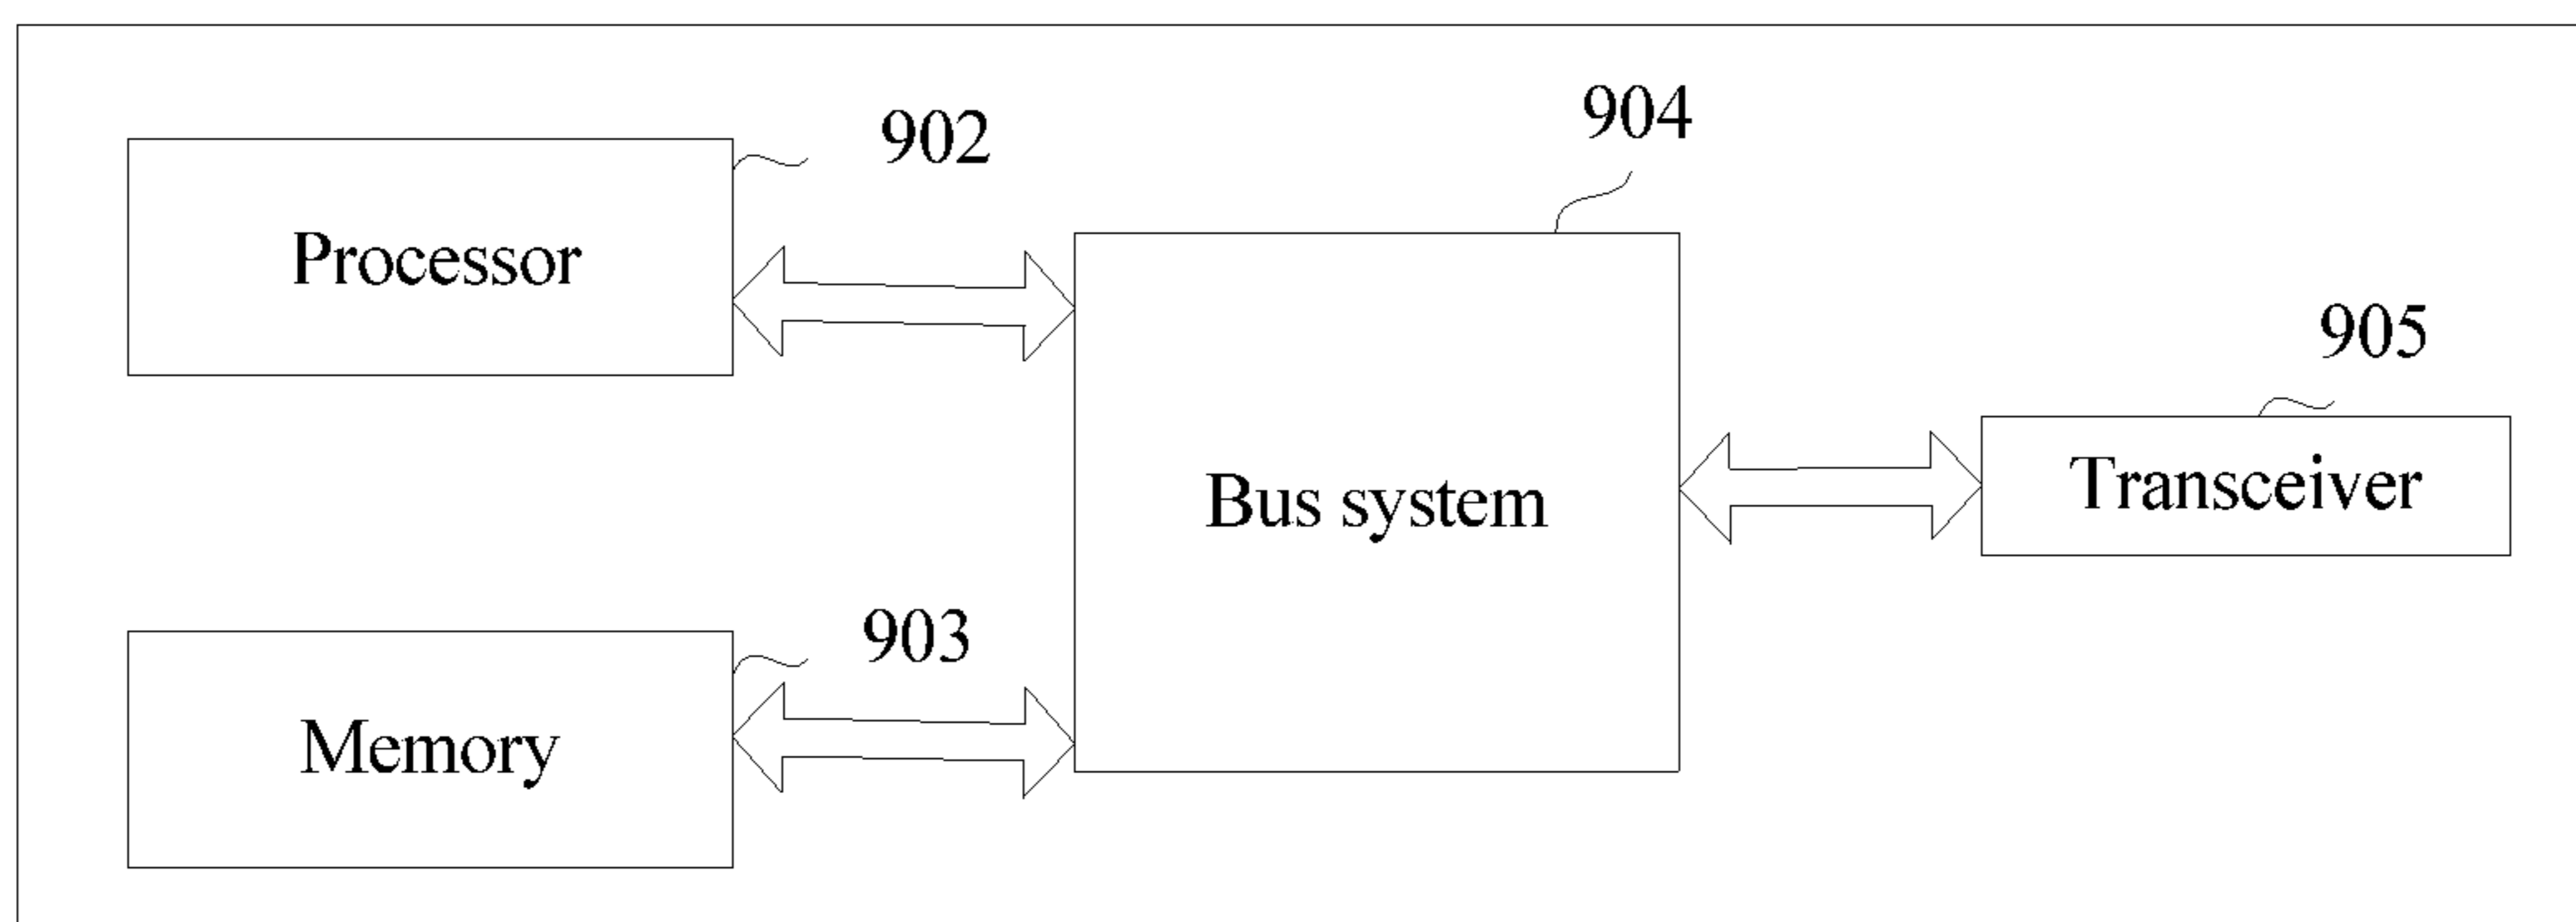 902
Processor
904
Bus system
905
Transceiver
903
Memory